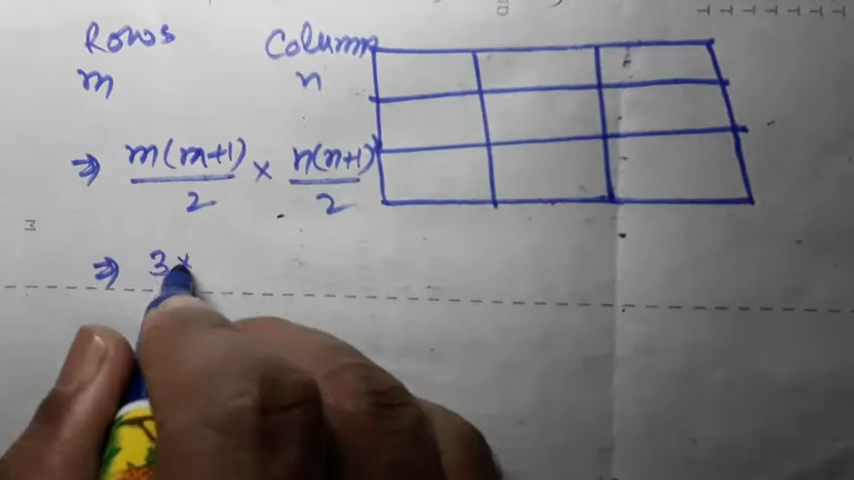 Rows Column
m n
⇒ m(m+1)/2 × n(n+1)/2
⇒ 3×